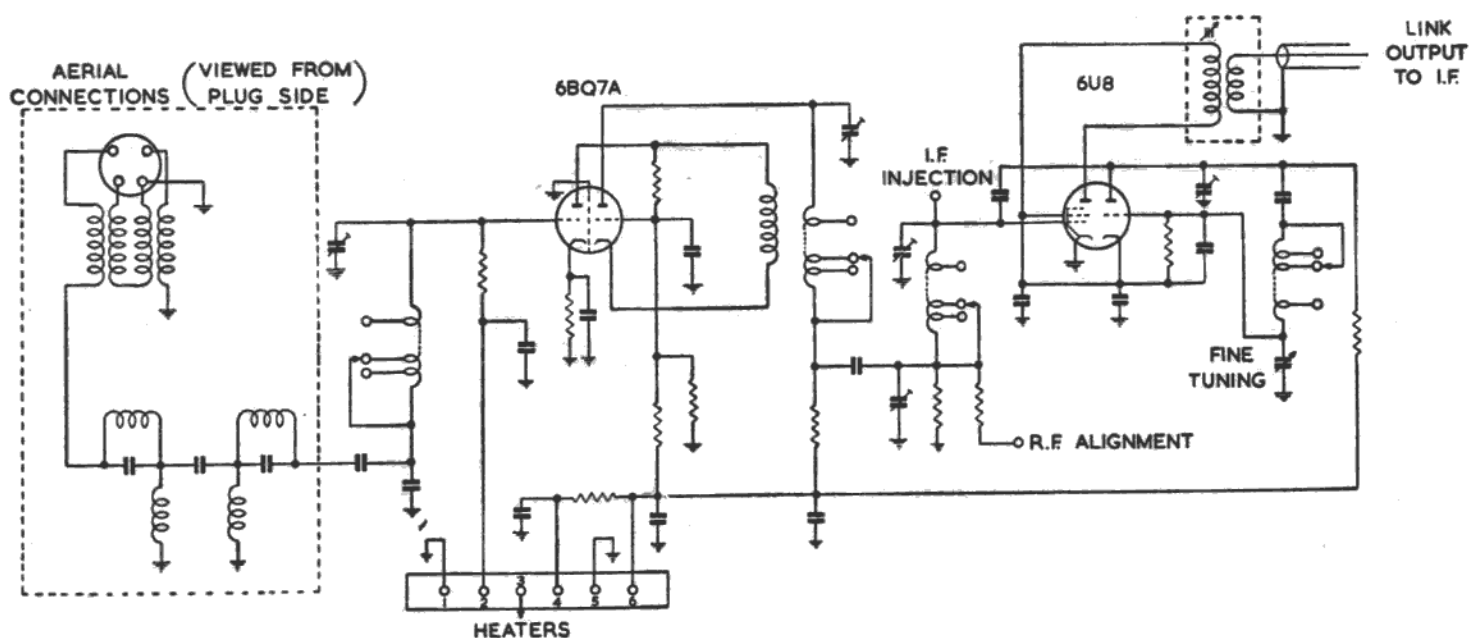 AERIAL
CONNECTIONS
(VIEWED FROM
PLUG SIDE)
6BQ7A
I.F.
INJECTION
6U8
LINK
OUTPUT
TO I.F.
FINE
TUNING
R.F. ALIGNMENT
1 2 3 4 5 6
HEATERS